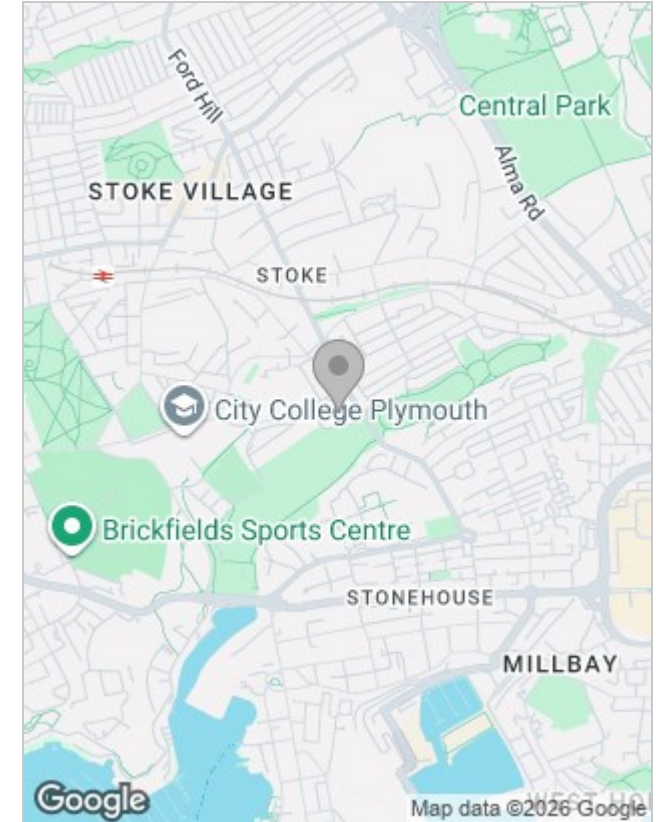 Ford Hill
Central Park
Alma Rd
STOKE VILLAGE
STOKE
City College Plymouth
Brickfields Sports Centre
STONEHOUSE
MILLBAY
Google
Map data ©2026 Google